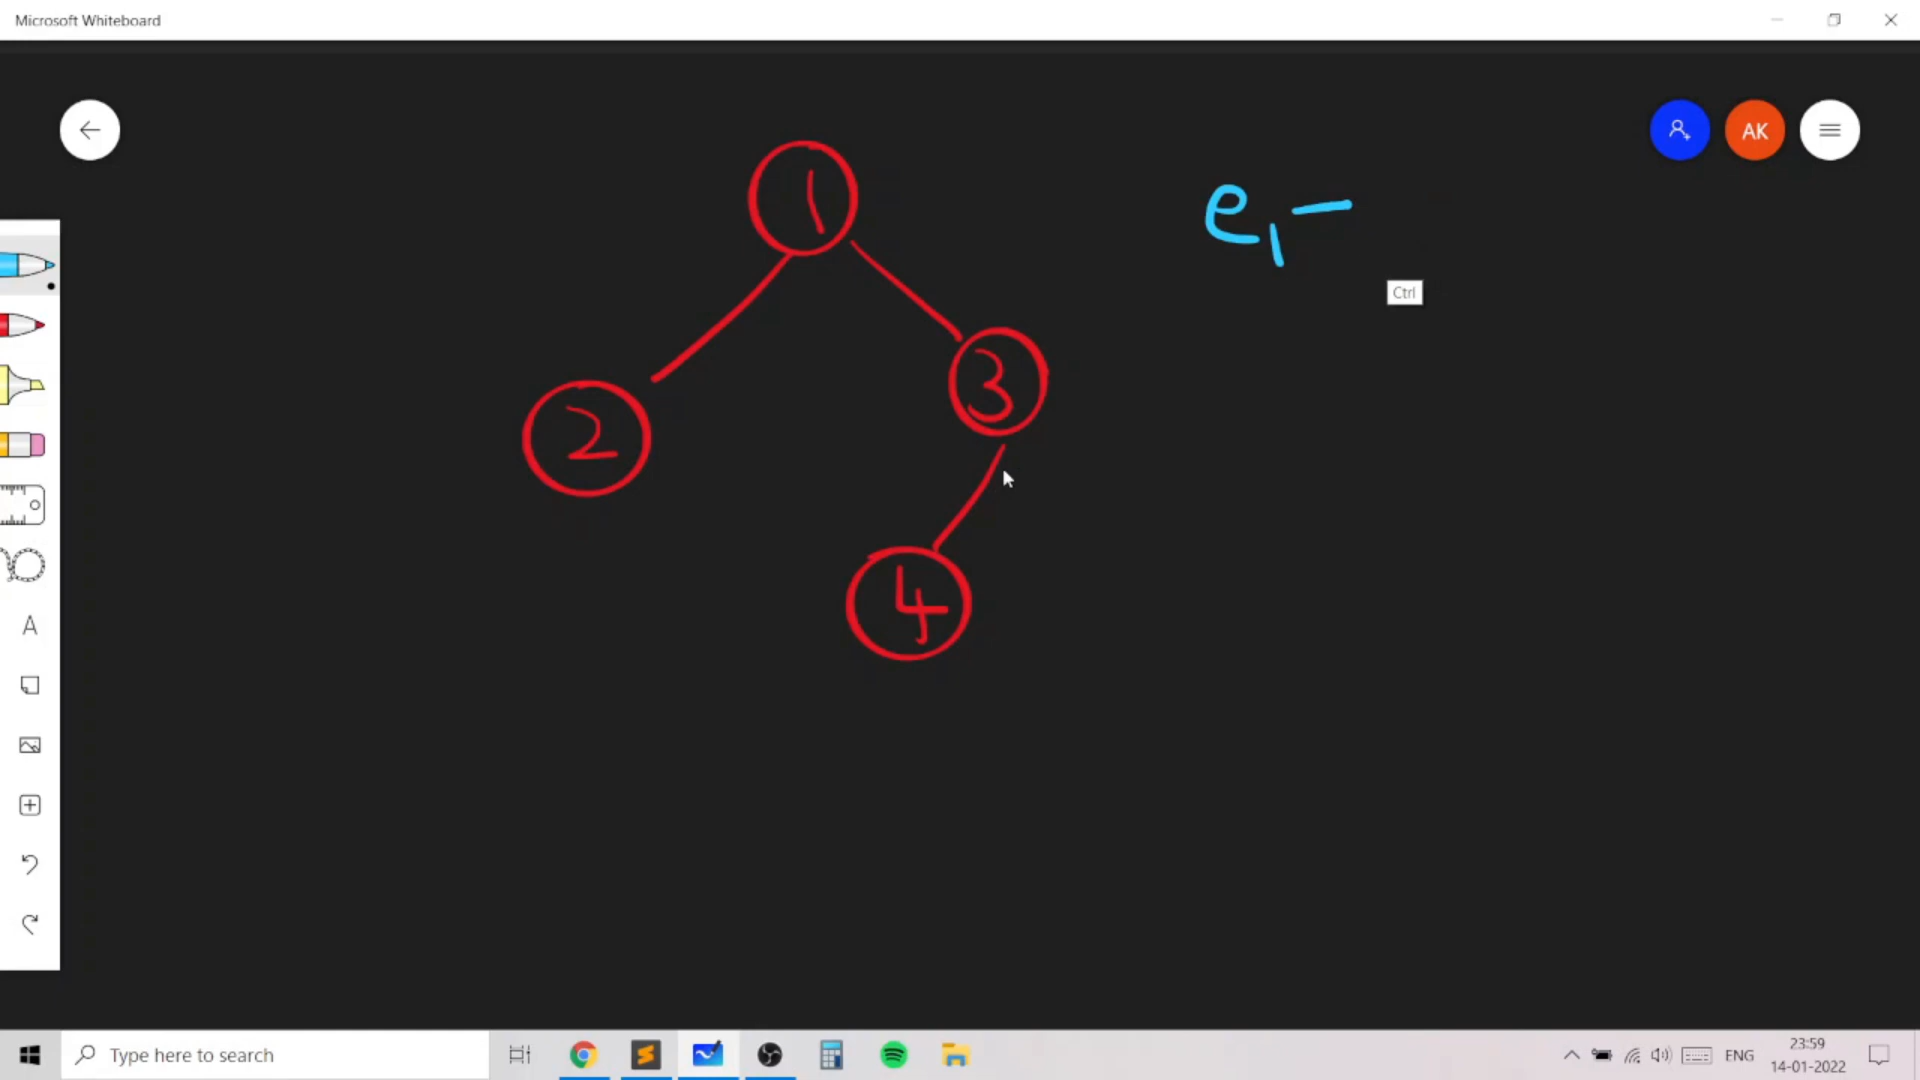 Microsoft Whiteboard
AK
1
e₁ –
Ctrl
3
2
4
A
Type here to search
ENG
23:59
14-01-2022